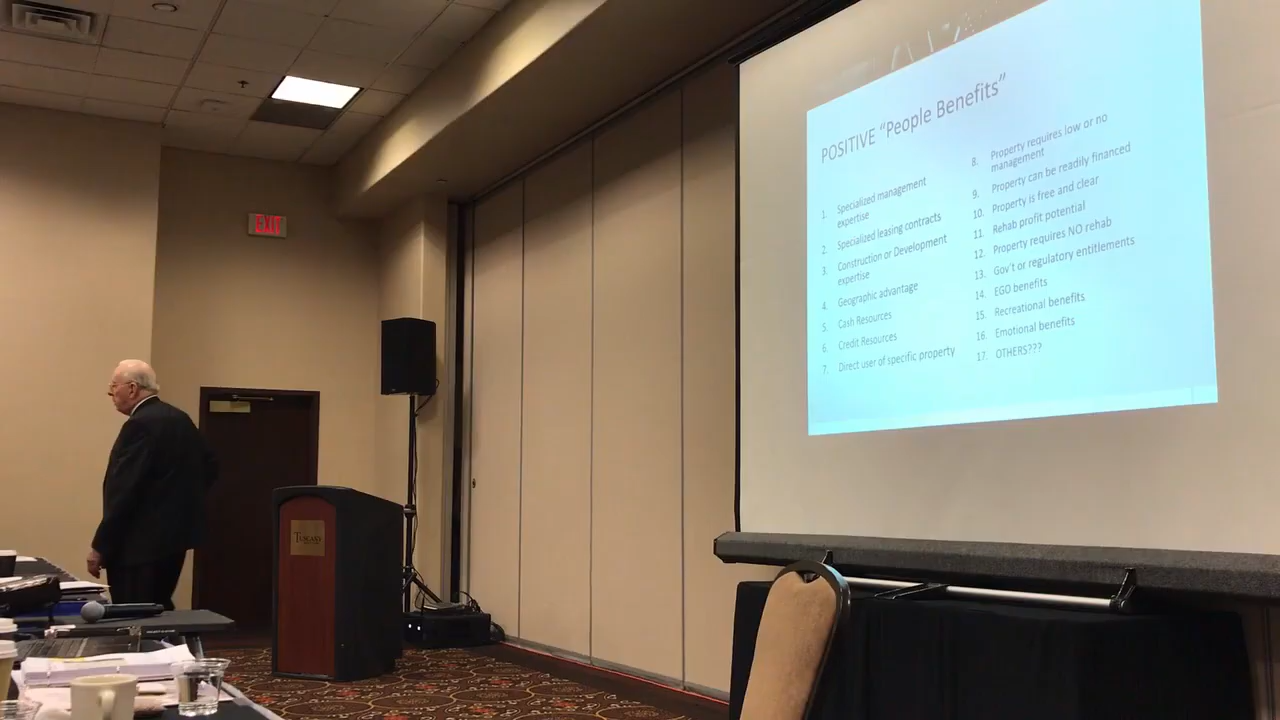 EXIT
TUSCANY
POSITIVE “People Benefits”
1. Specialized management
expertise
2. Specialized leasing contracts
3. Construction or Development
expertise
4. Geographic advantage
5. Cash Resources
6. Credit Resources
7. Direct user of specific property
8. Property requires low or no
management
9. Property can be readily financed
10. Property is free and clear
11. Rehab profit potential
12. Property requires NO rehab
13. Gov't or regulatory entitlements
14. EGO benefits
15. Recreational benefits
16. Emotional benefits
17. OTHERS???